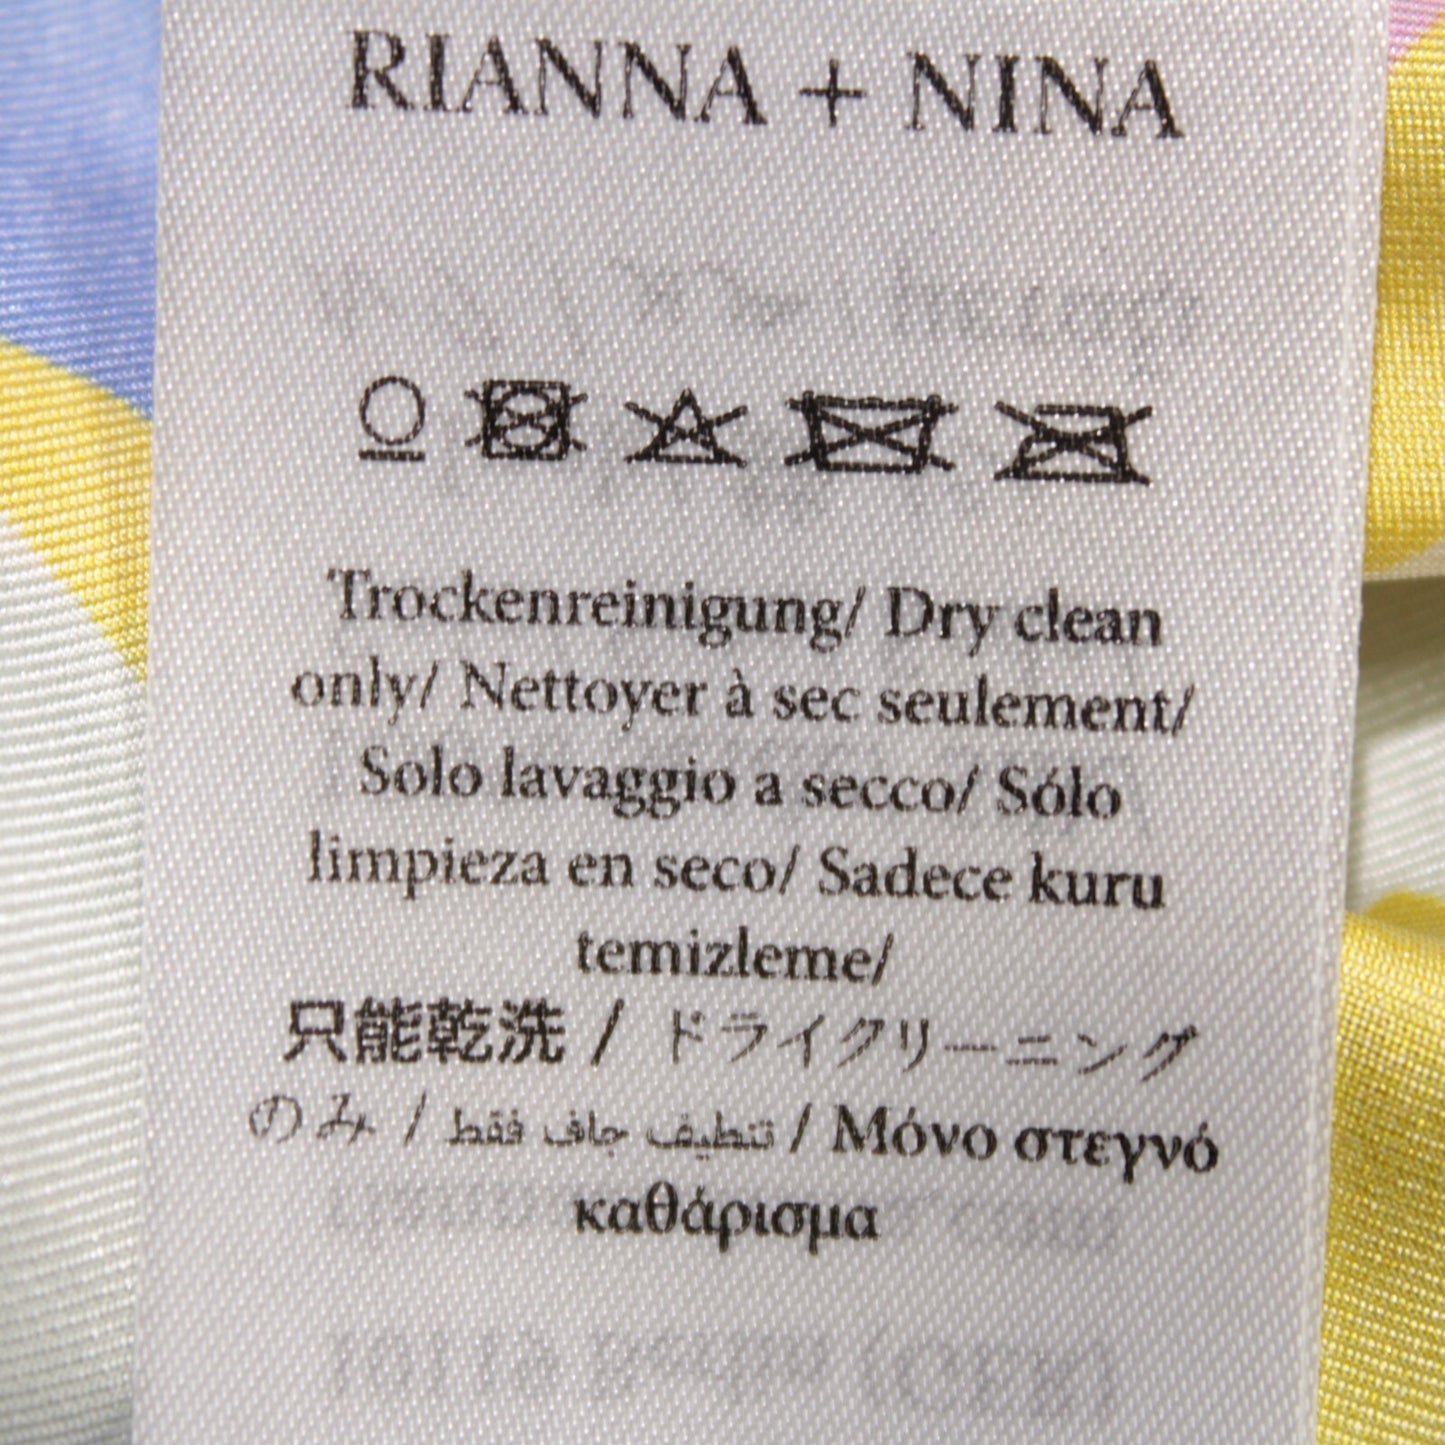 RIANNA + NINA
Trockenreinigung/ Dry clean
only/ Nettoyer à sec seulement/
Solo lavaggio a secco/ Sólo
limpieza en seco/ Sadece kuru
temizleme/
只能乾洗 / ドライクリーニング
のみ / تنظيف جاف فقط / Μόνο στεγνό
καθάρισμα